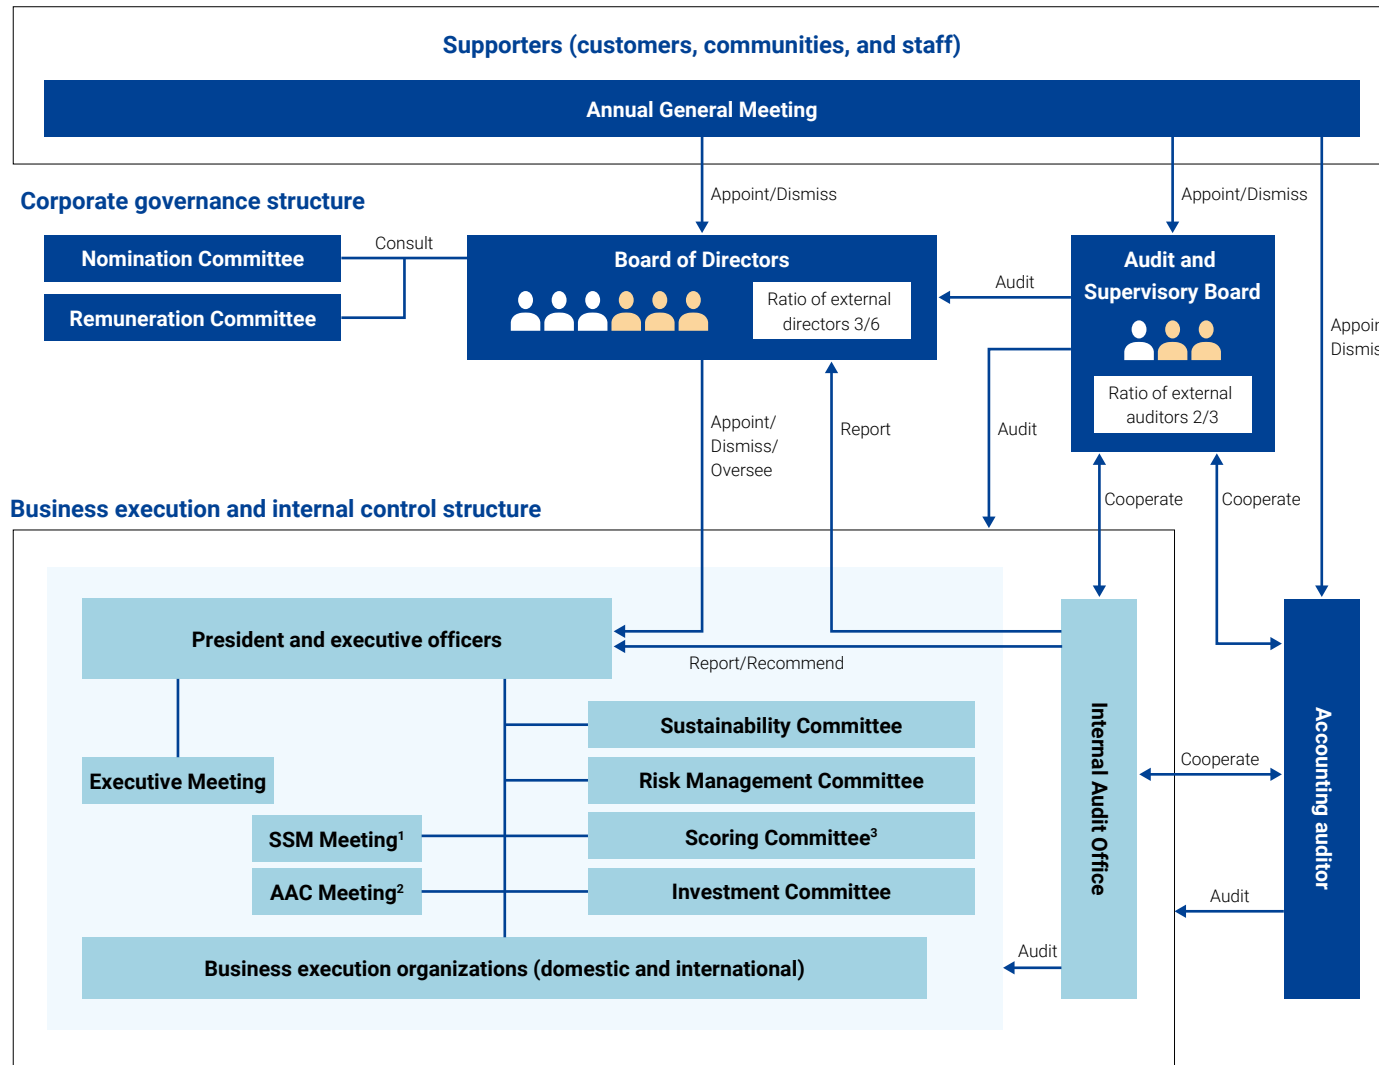 Supporters (customers, communities, and staff)
Annual General Meeting
Appoint/Dismiss
Appoint/Dismiss
Corporate governance structure
Nomination Committee
Remuneration Committee
Consult
Board of Directors
Ratio of external
directors 3/6
Audit
Audit and
Supervisory Board
Ratio of external
auditors 2/3
Appoint/
Dismiss/
Oversee
Report
Audit
Cooperate
Cooperate
Business execution and internal control structure
President and executive officers
Report/Recommend
Executive Meeting
Sustainability Committee
Risk Management Committee
SSM Meeting¹
Scoring Committee³
AAC Meeting²
Investment Committee
Business execution organizations (domestic and international)
Internal Audit Office
Cooperate
Audit
Audit
Accounting auditor